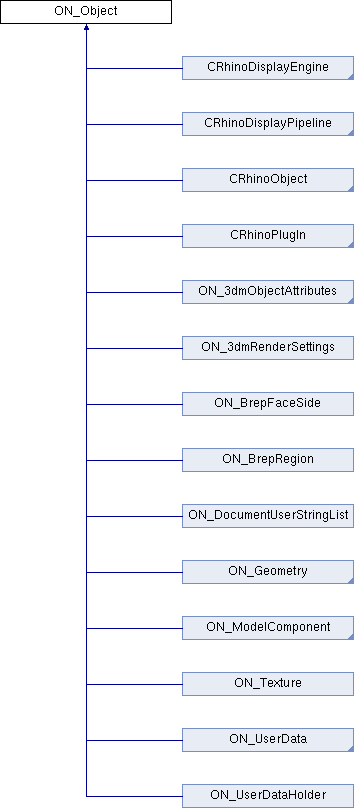 ON_Object
CRhinoDisplayEngine
CRhinoDisplayPipeline
CRhinoObject
CRhinoPlugIn
ON_3dmObjectAttributes
ON_3dmRenderSettings
ON_BrepFaceSide
ON_BrepRegion
ON_DocumentUserStringList
ON_Geometry
ON_ModelComponent
ON_Texture
ON_UserData
ON_UserDataHolder